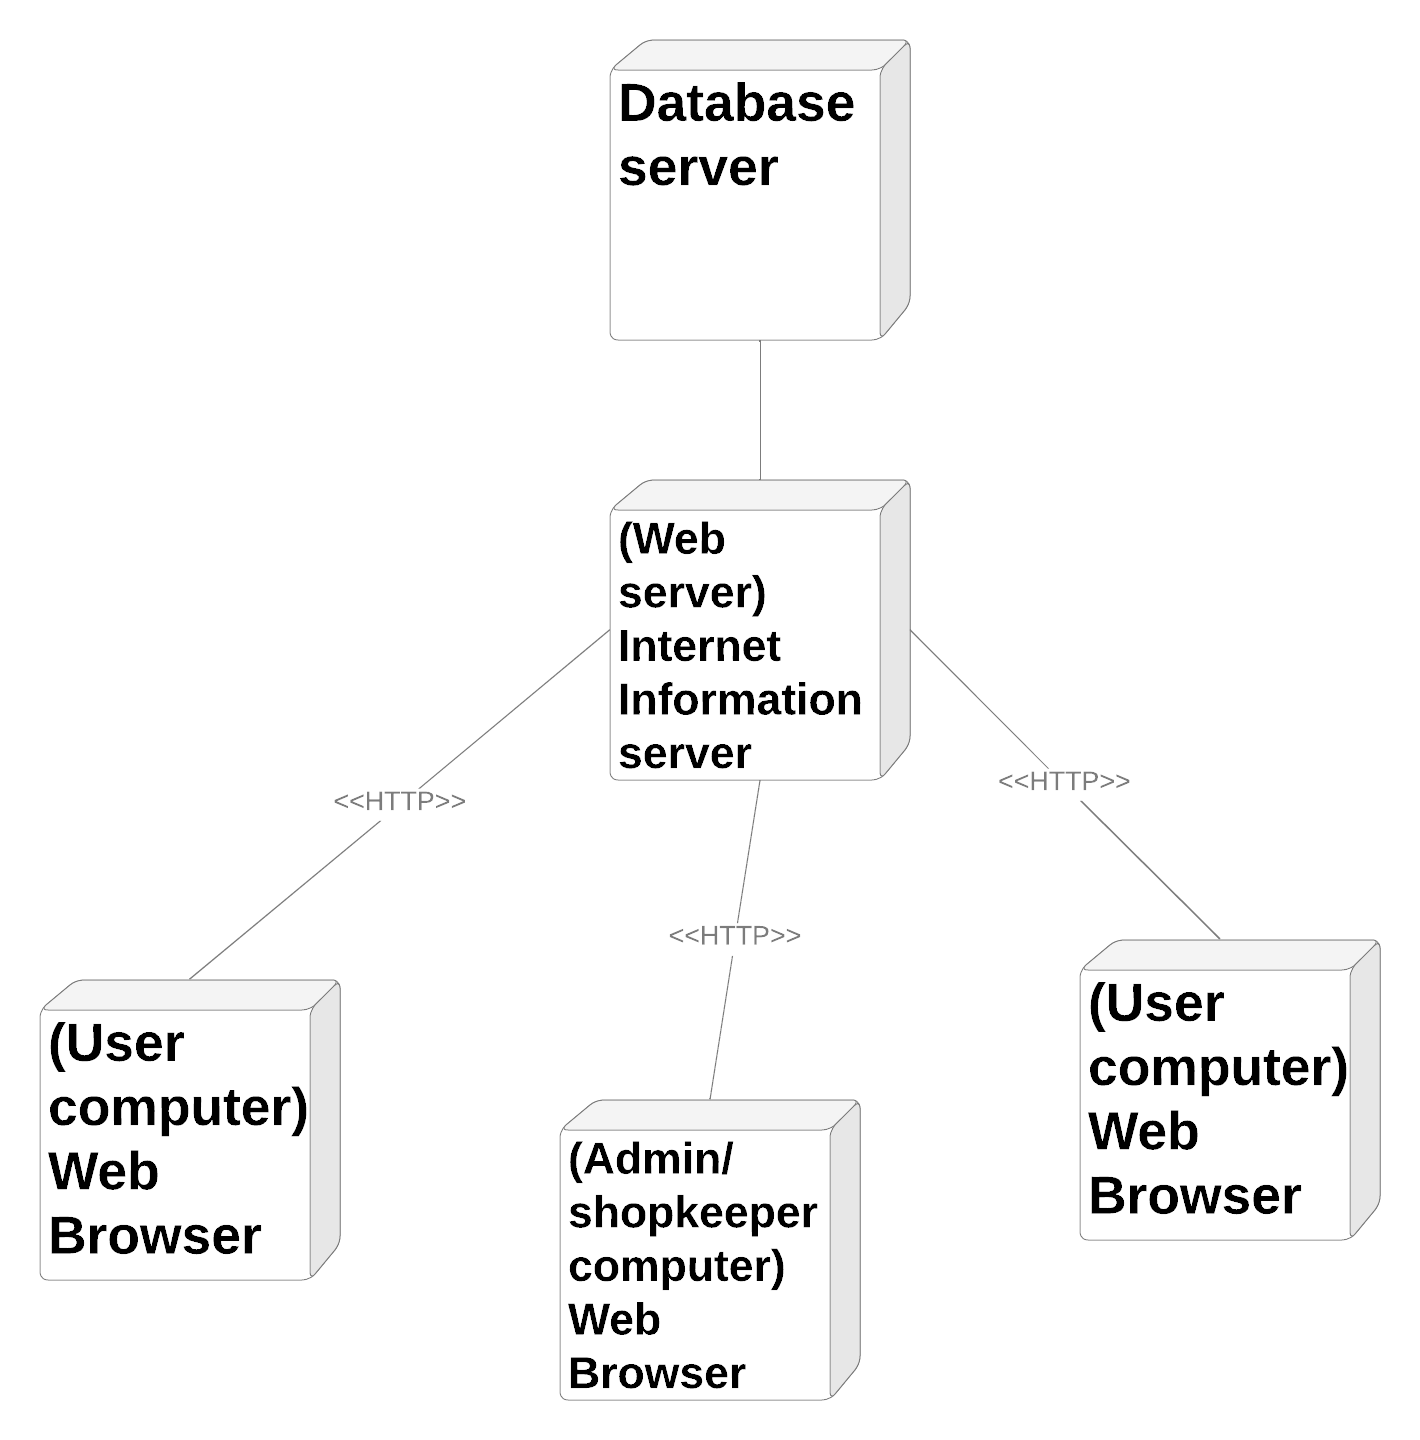 Database
server
(Web
server)
Internet
Information
server
<<HTTP>>
<<HTTP>>
<<HTTP>>
(User
computer)
Web
Browser
(Admin/
shopkeeper
computer)
Web
Browser
(User
computer)
Web
Browser